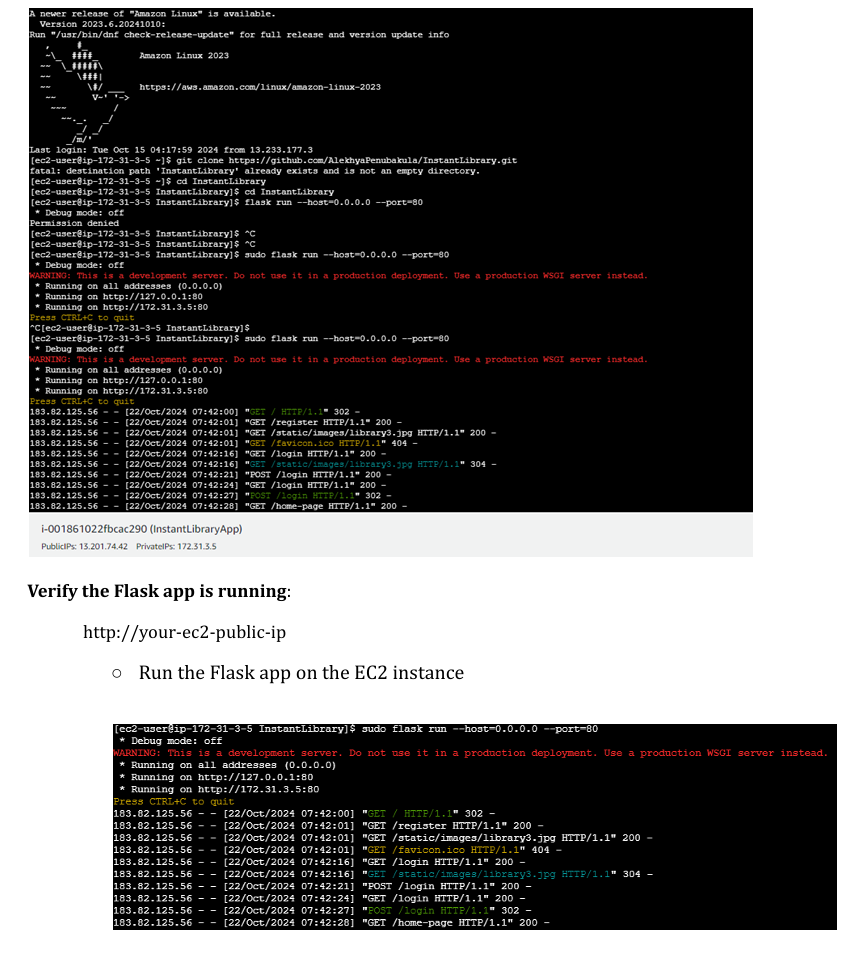 A newer release of "Amazon Linux" is available.
  Version 2023.6.20241010:
Run "/usr/bin/dnf check-release-update" for full release and version update info
   ,     #_
   ~\_  ####_        Amazon Linux 2023
  ~~  \_#####\
  ~~     \###|
  ~~       \#/ ___   https://aws.amazon.com/linux/amazon-linux-2023
   ~~       V~' '->
    ~~~         /
      ~~._.   _/
         _/ _/
       _/m/'
Last login: Tue Oct 15 04:17:59 2024 from 13.233.177.3
[ec2-user@ip-172-31-3-5 ~]$ git clone https://github.com/AlekhyaPenubakula/InstantLibrary.git
fatal: destination path 'InstantLibrary' already exists and is not an empty directory.
[ec2-user@ip-172-31-3-5 ~]$ cd InstantLibrary
[ec2-user@ip-172-31-3-5 InstantLibrary]$ cd InstantLibrary
[ec2-user@ip-172-31-3-5 InstantLibrary]$ flask run --host=0.0.0.0 --port=80
 * Debug mode: off
Permission denied
[ec2-user@ip-172-31-3-5 InstantLibrary]$ ^C
[ec2-user@ip-172-31-3-5 InstantLibrary]$ ^C
[ec2-user@ip-172-31-3-5 InstantLibrary]$ sudo flask run --host=0.0.0.0 --port=80
 * Debug mode: off
WARNING: This is a development server. Do not use it in a production deployment. Use a production WSGI server instead.
 * Running on all addresses (0.0.0.0)
 * Running on http://127.0.0.1:80
 * Running on http://172.31.3.5:80
Press CTRL+C to quit
^C[ec2-user@ip-172-31-3-5 InstantLibrary]$
[ec2-user@ip-172-31-3-5 InstantLibrary]$ sudo flask run --host=0.0.0.0 --port=80
 * Debug mode: off
WARNING: This is a development server. Do not use it in a production deployment. Use a production WSGI server instead.
 * Running on all addresses (0.0.0.0)
 * Running on http://127.0.0.1:80
 * Running on http://172.31.3.5:80
Press CTRL+C to quit
183.82.125.56 - - [22/Oct/2024 07:42:00] "GET / HTTP/1.1" 302 -
183.82.125.56 - - [22/Oct/2024 07:42:01] "GET /register HTTP/1.1" 200 -
183.82.125.56 - - [22/Oct/2024 07:42:01] "GET /static/images/library3.jpg HTTP/1.1" 200 -
183.82.125.56 - - [22/Oct/2024 07:42:01] "GET /favicon.ico HTTP/1.1" 404 -
183.82.125.56 - - [22/Oct/2024 07:42:16] "GET /login HTTP/1.1" 200 -
183.82.125.56 - - [22/Oct/2024 07:42:16] "GET /static/images/library3.jpg HTTP/1.1" 304 -
183.82.125.56 - - [22/Oct/2024 07:42:21] "POST /login HTTP/1.1" 200 -
183.82.125.56 - - [22/Oct/2024 07:42:24] "GET /login HTTP/1.1" 200 -
183.82.125.56 - - [22/Oct/2024 07:42:27] "POST /login HTTP/1.1" 302 -
183.82.125.56 - - [22/Oct/2024 07:42:28] "GET /home-page HTTP/1.1" 200 -
i-001861022fbcac290 (InstantLibraryApp)
PublicIPs: 13.201.74.42 PrivateIPs: 172.31.3.5
Verify the Flask app is running:
http://your-ec2-public-ip
○ Run the Flask app on the EC2 instance
[ec2-user@ip-172-31-3-5 InstantLibrary]$ sudo flask run --host=0.0.0.0 --port=80
 * Debug mode: off
WARNING: This is a development server. Do not use it in a production deployment. Use a production WSGI server instead.
 * Running on all addresses (0.0.0.0)
 * Running on http://127.0.0.1:80
 * Running on http://172.31.3.5:80
Press CTRL+C to quit
183.82.125.56 - - [22/Oct/2024 07:42:00] "GET / HTTP/1.1" 302 -
183.82.125.56 - - [22/Oct/2024 07:42:01] "GET /register HTTP/1.1" 200 -
183.82.125.56 - - [22/Oct/2024 07:42:01] "GET /static/images/library3.jpg HTTP/1.1" 200 -
183.82.125.56 - - [22/Oct/2024 07:42:01] "GET /favicon.ico HTTP/1.1" 404 -
183.82.125.56 - - [22/Oct/2024 07:42:16] "GET /login HTTP/1.1" 200 -
183.82.125.56 - - [22/Oct/2024 07:42:16] "GET /static/images/library3.jpg HTTP/1.1" 304 -
183.82.125.56 - - [22/Oct/2024 07:42:21] "POST /login HTTP/1.1" 200 -
183.82.125.56 - - [22/Oct/2024 07:42:24] "GET /login HTTP/1.1" 200 -
183.82.125.56 - - [22/Oct/2024 07:42:27] "POST /login HTTP/1.1" 302 -
183.82.125.56 - - [22/Oct/2024 07:42:28] "GET /home-page HTTP/1.1" 200 -